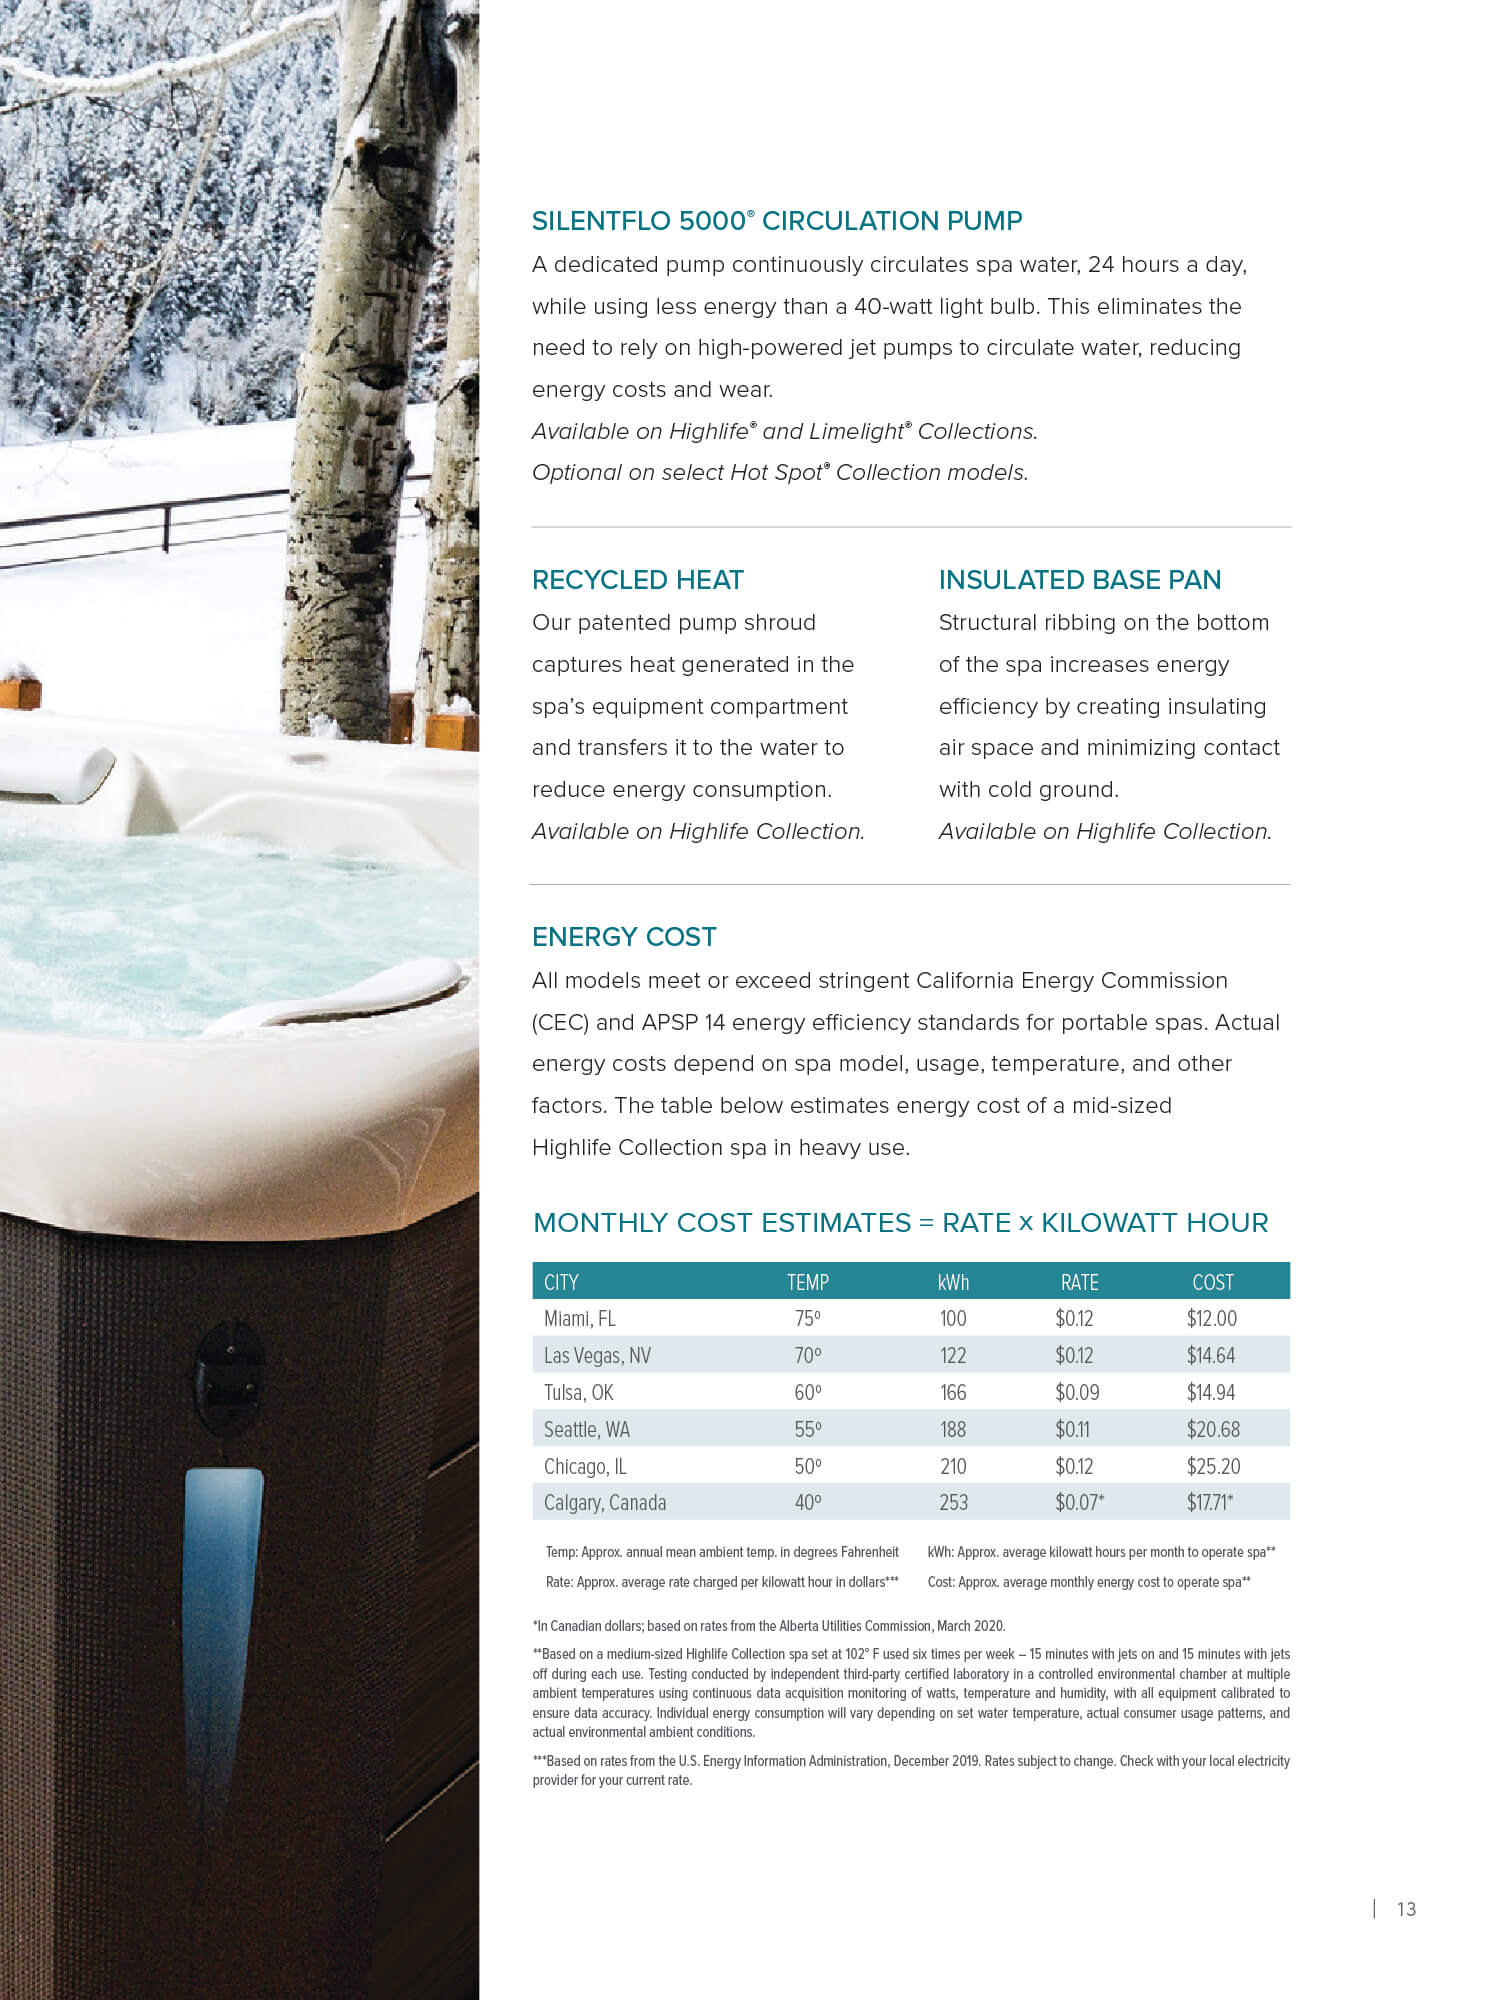 SILENTFLO 5000® CIRCULATION PUMP
A dedicated pump continuously circulates spa water, 24 hours a day,
while using less energy than a 40-watt light bulb. This eliminates the
need to rely on high-powered jet pumps to circulate water, reducing
energy costs and wear.
Available on Highlife® and Limelight® Collections.
Optional on select Hot Spot® Collection models.
RECYCLED HEAT
Our patented pump shroud
captures heat generated in the
spa’s equipment compartment
and transfers it to the water to
reduce energy consumption.
Available on Highlife Collection.
INSULATED BASE PAN
Structural ribbing on the bottom
of the spa increases energy
efficiency by creating insulating
air space and minimizing contact
with cold ground.
Available on Highlife Collection.
ENERGY COST
All models meet or exceed stringent California Energy Commission
(CEC) and APSP 14 energy efficiency standards for portable spas. Actual
energy costs depend on spa model, usage, temperature, and other
factors. The table below estimates energy cost of a mid-sized
Highlife Collection spa in heavy use.
MONTHLY COST ESTIMATES = RATE x KILOWATT HOUR
CITY TEMP kWh RATE COST
Miami, FL 75º 100 $0.12 $12.00
Las Vegas, NV 70º 122 $0.12 $14.64
Tulsa, OK 60º 166 $0.09 $14.94
Seattle, WA 55º 188 $0.11 $20.68
Chicago, IL 50º 210 $0.12 $25.20
Calgary, Canada 40º 253 $0.07* $17.71*
Temp: Approx. annual mean ambient temp. in degrees Fahrenheit kWh: Approx. average kilowatt hours per month to operate spa**
Rate: Approx. average rate charged per kilowatt hour in dollars*** Cost: Approx. average monthly energy cost to operate spa**
*In Canadian dollars; based on rates from the Alberta Utilities Commission, March 2020.
**Based on a medium-sized Highlife Collection spa set at 102° F used six times per week – 15 minutes with jets on and 15 minutes with jets
off during each use. Testing conducted by independent third-party certified laboratory in a controlled environmental chamber at multiple
ambient temperatures using continuous data acquisition monitoring of watts, temperature and humidity, with all equipment calibrated to
ensure data accuracy. Individual energy consumption will vary depending on set water temperature, actual consumer usage patterns, and
actual environmental ambient conditions.
***Based on rates from the U.S. Energy Information Administration, December 2019. Rates subject to change. Check with your local electricity
provider for your current rate.
| 13